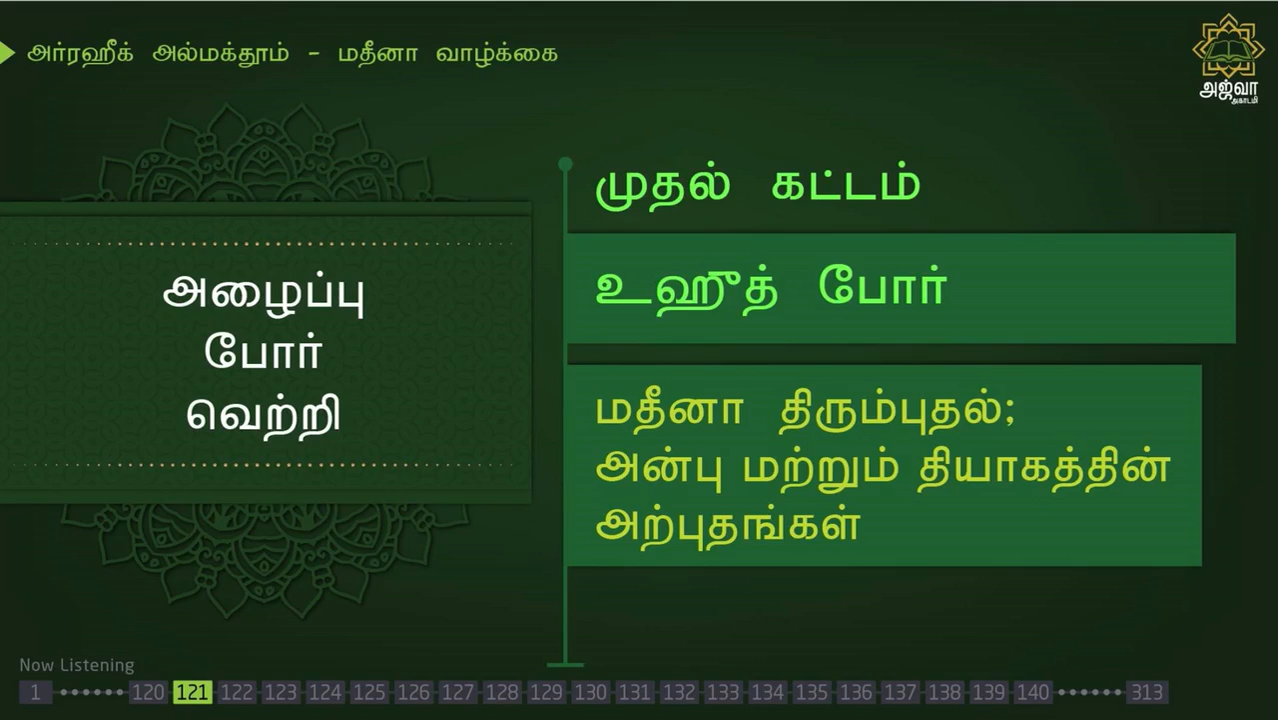 அர்ரஹீக் அல்மக்தூம் - மதீனா வாழ்க்கை
அஜ்வா
அகாடமி
அழைப்பு
போர்
வெற்றி
முதல் கட்டம்
உஹுத் போர்
மதீனா திரும்புதல்;
அன்பு மற்றும் தியாகத்தின்
அற்புதங்கள்
Now Listening
1 120 121 122 123 124 125 126 127 128 129 130 131 132 133 134 135 136 137 138 139 140 313